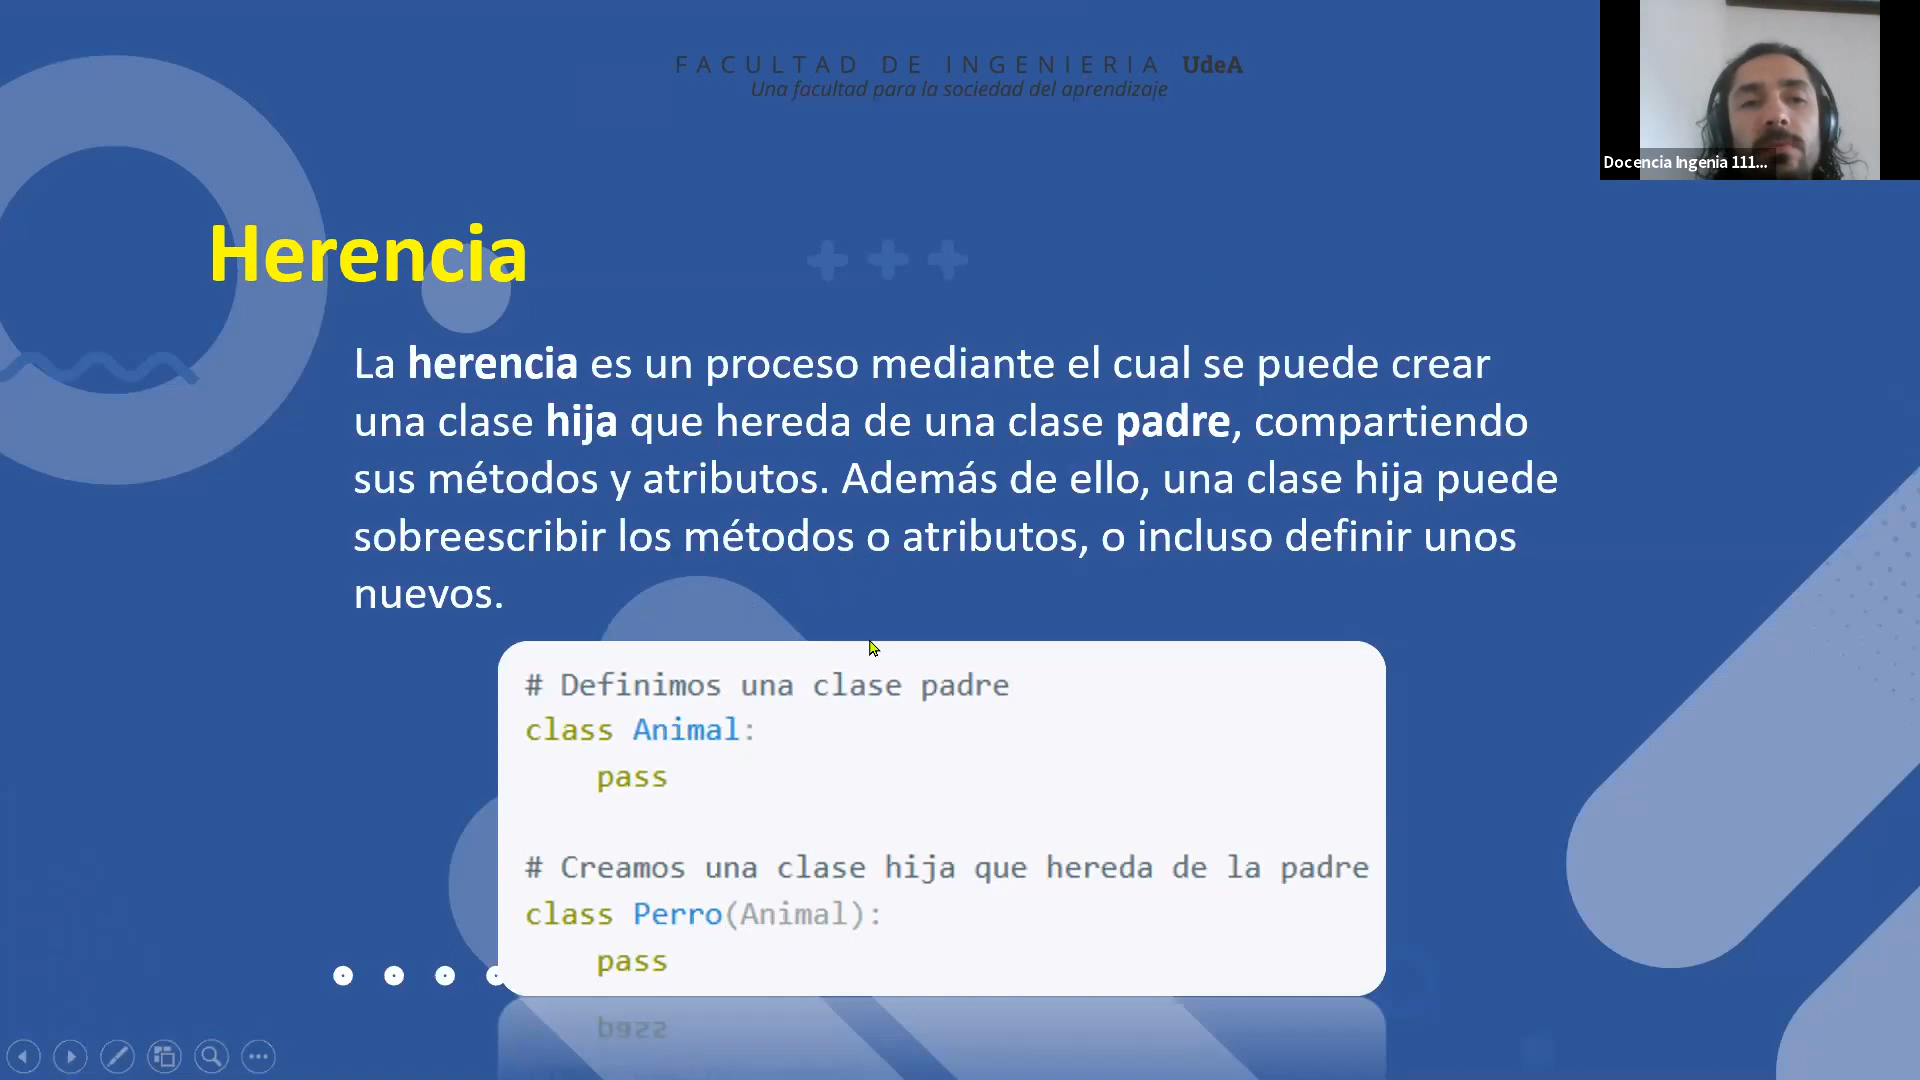 FACULTAD DE INGENIERIA UdeA
Una facultad para la sociedad del aprendizaje
Docencia Ingenia 111...
Herencia
La herencia es un proceso mediante el cual se puede crear
una clase hija que hereda de una clase padre, compartiendo
sus métodos y atributos. Además de ello, una clase hija puede
sobreescribir los métodos o atributos, o incluso definir unos
nuevos.
# Definimos una clase padre
class Animal:
    pass
# Creamos una clase hija que hereda de la padre
class Perro(Animal):
    pass